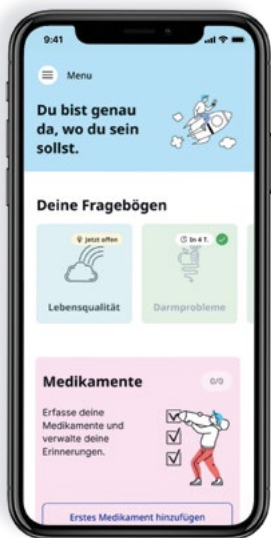 9:41
Menu
Du bist genau
da, wo du sein
sollst.
Deine Fragebögen
Jetzt offen
In 4 T.
Lebensqualität
Darmprobleme
Medikamente
0/0
Erfasse deine
Medikamente und
verwalte deine
Erinnerungen.
Erstes Medikament hinzufügen